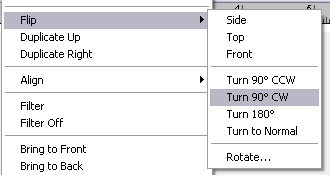 Flip
Duplicate Up
Duplicate Right
Align
Filter
Filter Off
Bring to Front
Bring to Back
Side
Top
Front
Turn 90° CCW
Turn 90° CW
Turn 180°
Turn to Normal
Rotate...